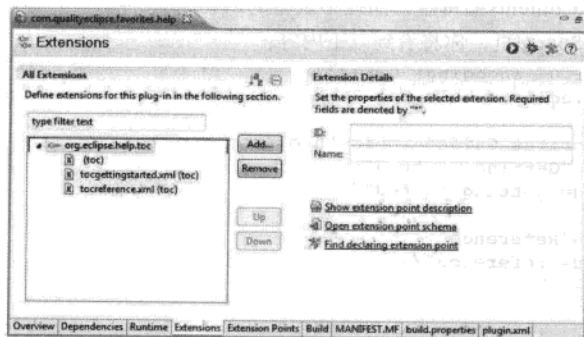 com.qualityeclipse.favorites.help
Extensions
All Extensions
Define extensions for this plug-in in the following section.
type filter text
org.eclipse.help.toc
(toc)
tocgettingstarted.xml (toc)
tocreference.xml (toc)
Add...
Remove
Up
Down
Extension Details
Set the properties of the selected extension. Required
fields are denoted by "*".
ID:
Name:
Show extension point description
Open extension point schema
Find declaring extension point
Overview Dependencies Runtime Extensions Extension Points Build MANIFEST.MF build.properties plugin.xml